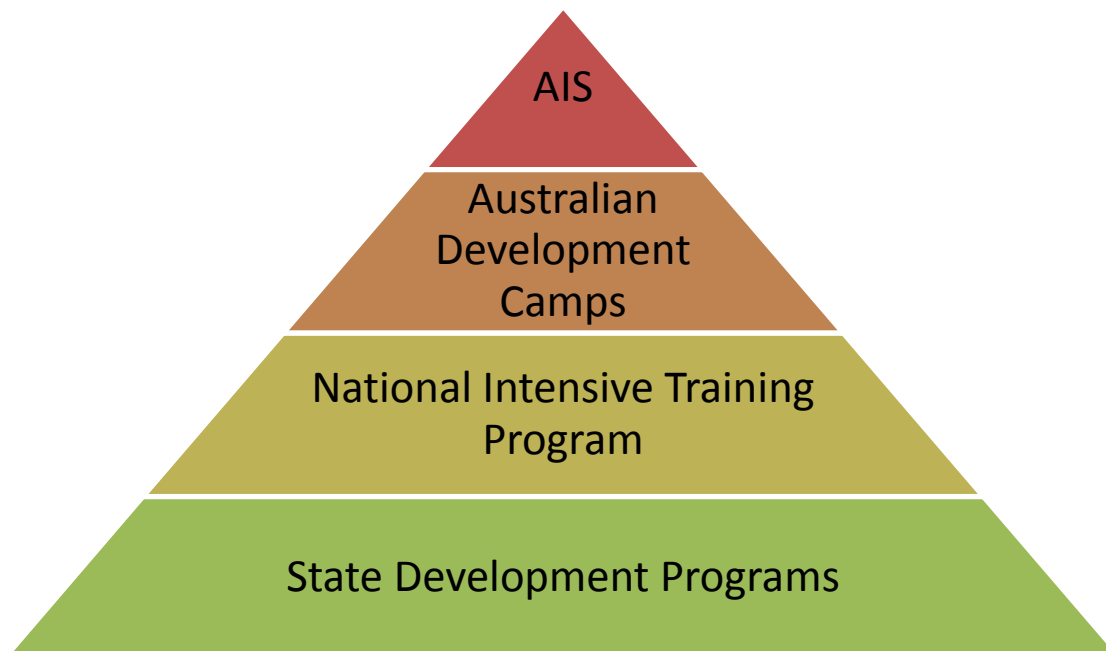 AIS
Australian
Development
Camps
National Intensive Training
Program
State Development Programs